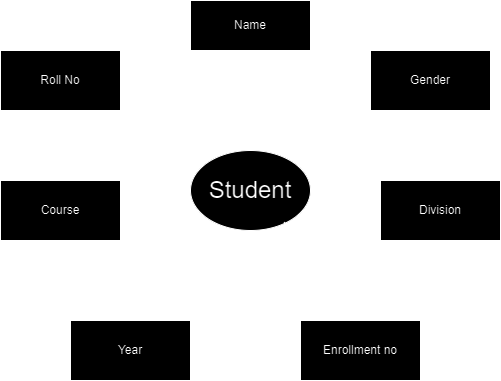 Name
Roll No
Gender
Student
Course
Division
Year
Enrollment no